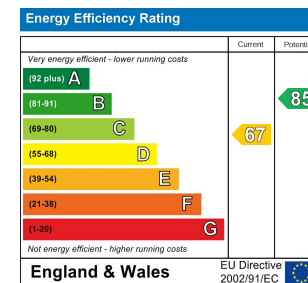 Energy Efficiency Rating
Current Potenti
Very energy efficient - lower running costs
(92 plus) A
(81-91) B
85
(69-80) C
67
(55-68) D
(39-54) E
(21-38) F
(1-20) G
Not energy efficient - higher running costs
England & Wales
EU Directive
2002/91/EC